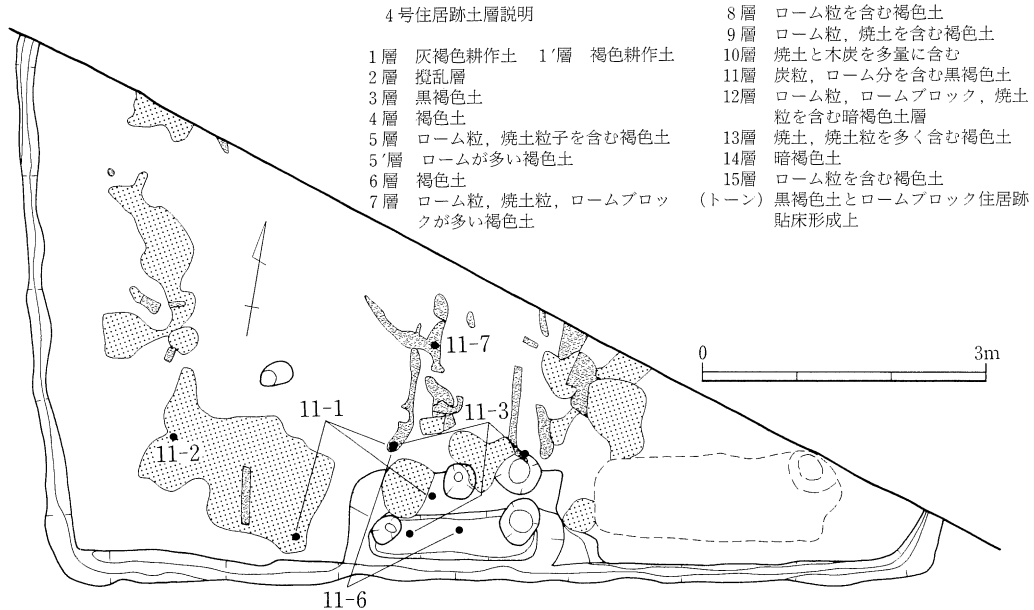 4号住居跡土層説明
1層　灰褐色耕作土　1′層　褐色耕作土
2層　攪乱層
3層　黒褐色土
4層　褐色土
5層　ローム粒，焼土粒子を含む褐色土
5′層　ロームが多い褐色土
6層　褐色土
7層　ローム粒，焼土粒，ロームブロッ
クが多い褐色土
8層　ローム粒を含む褐色土
9層　ローム粒，焼土を含む褐色土
10層　焼土と木炭を多量に含む
11層　炭粒，ローム分を含む黒褐色土
12層　ローム粒，ロームブロック，焼土
粒を含む暗褐色土層
13層　焼土，焼土粒を多く含む褐色土
14層　暗褐色土
15層　ローム粒を含む褐色土
（トーン）黒褐色土とロームブロック住居跡
貼床形成上
0　3m
11-7
11-1
11-3
11-2
11-6